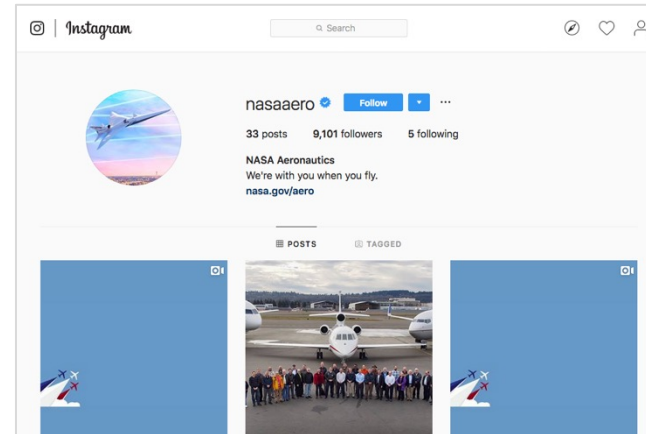 Instagram
Search
nasaaero Follow ...
33 posts 9,101 followers 5 following
NASA Aeronautics
We're with you when you fly.
nasa.gov/aero
POSTS TAGGED